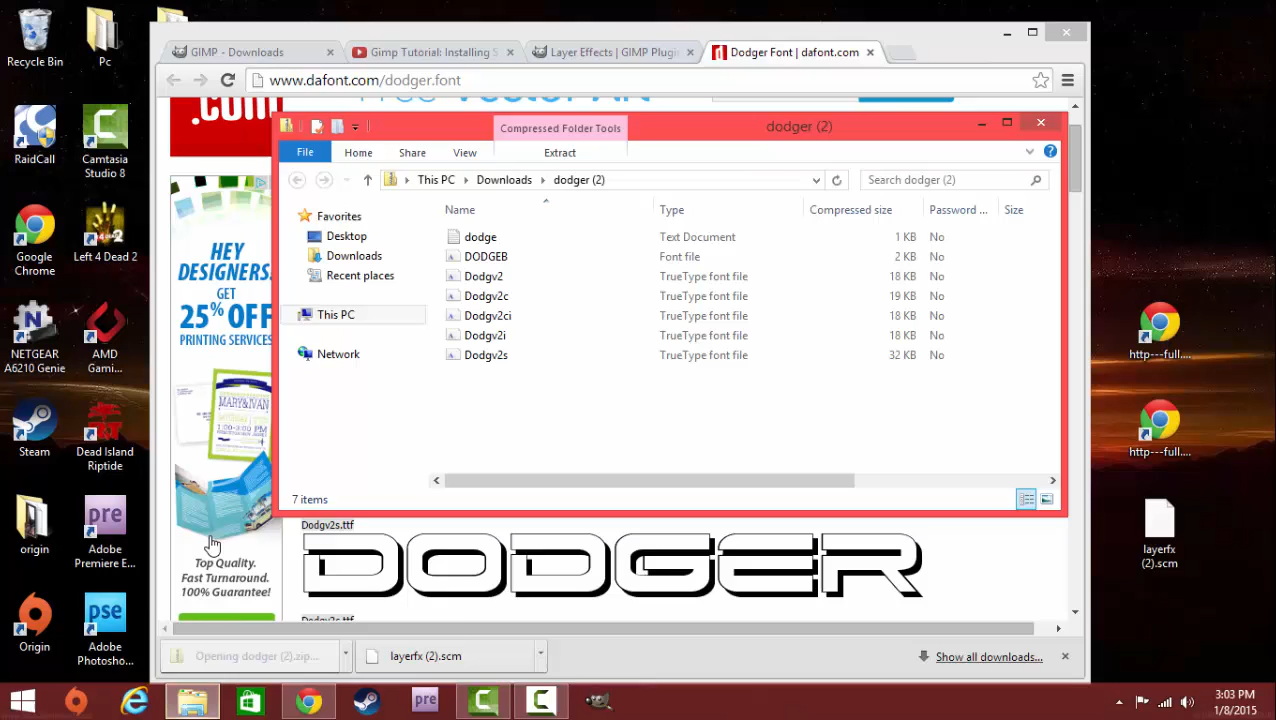 Recycle Bin
Pc
RaidCall
Camtasia
Studio 8
Google
Chrome
Left 4 Dead 2
NETGEAR
A6210 Genie
AMD
Gami...
Steam
Dead Island
Riptide
origin
Adobe
Premiere E...
Origin
Adobe
Photosho...
GIMP - Downloads
Gimp Tutorial: Installing S
Layer Effects | GIMP Plugin
Dodger Font | dafont.com
www.dafont.com/dodger.font
.com
Compressed Folder Tools
dodger (2)
File
Home
Share
View
Extract
This PC
Downloads
dodger (2)
Search dodger (2)
Name
Type
Compressed size
Password ...
Size
Favorites
Desktop
Downloads
Recent places
This PC
Network
dodge Text Document 1 KB No
DODGEB Font file 2 KB No
Dodgv2 TrueType font file 18 KB No
Dodgv2c TrueType font file 19 KB No
Dodgv2ci TrueType font file 18 KB No
Dodgv2i TrueType font file 18 KB No
Dodgv2s TrueType font file 32 KB No
7 items
HEY
DESIGNERS!
GET
25% OFF
PRINTING SERVICES
MARY&IVAN
Top Quality.
Fast Turnaround.
100% Guarantee!
Dodgv2s.ttf
DODGER
Opening dodger (2).zip...
layerfx (2).scm
Show all downloads...
http---full....
http---full....
layerfx
(2).scm
pre
pse
pre
3:03 PM
1/8/2015